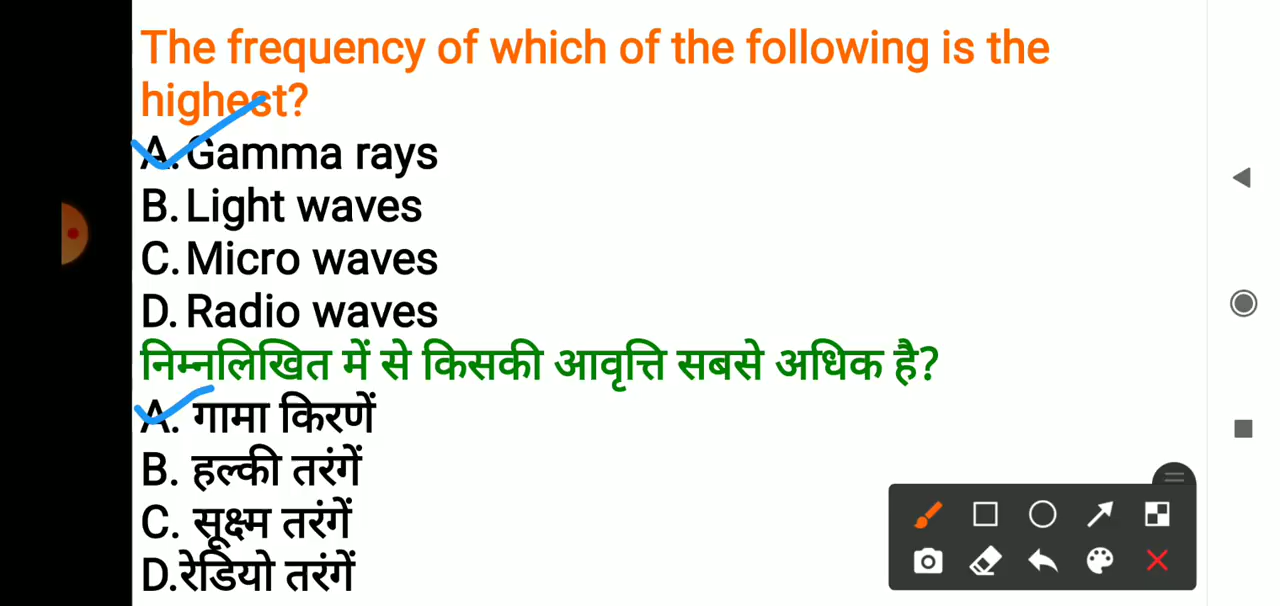 The frequency of which of the following is the
highest?
A. Gamma rays
B. Light waves
C. Micro waves
D. Radio waves
निम्नलिखित में से किसकी आवृत्ति सबसे अधिक है?
A. गामा किरणें
B. हल्की तरंगें
C. सूक्ष्म तरंगें
D.रेडियो तरंगें